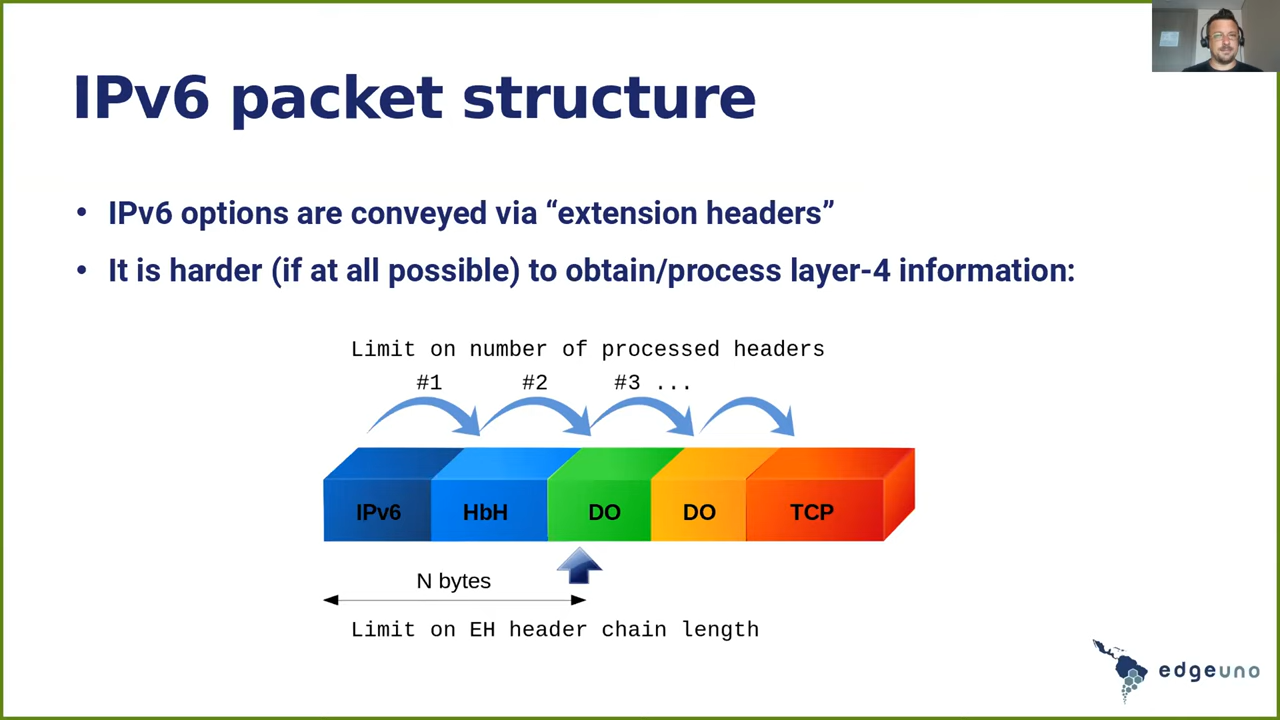 IPv6 packet structure
• IPv6 options are conveyed via “extension headers”
• It is harder (if at all possible) to obtain/process layer-4 information:
Limit on number of processed headers
#1 #2 #3 ...
IPv6 HbH DO DO TCP
N bytes
Limit on EH header chain length
edgeuno